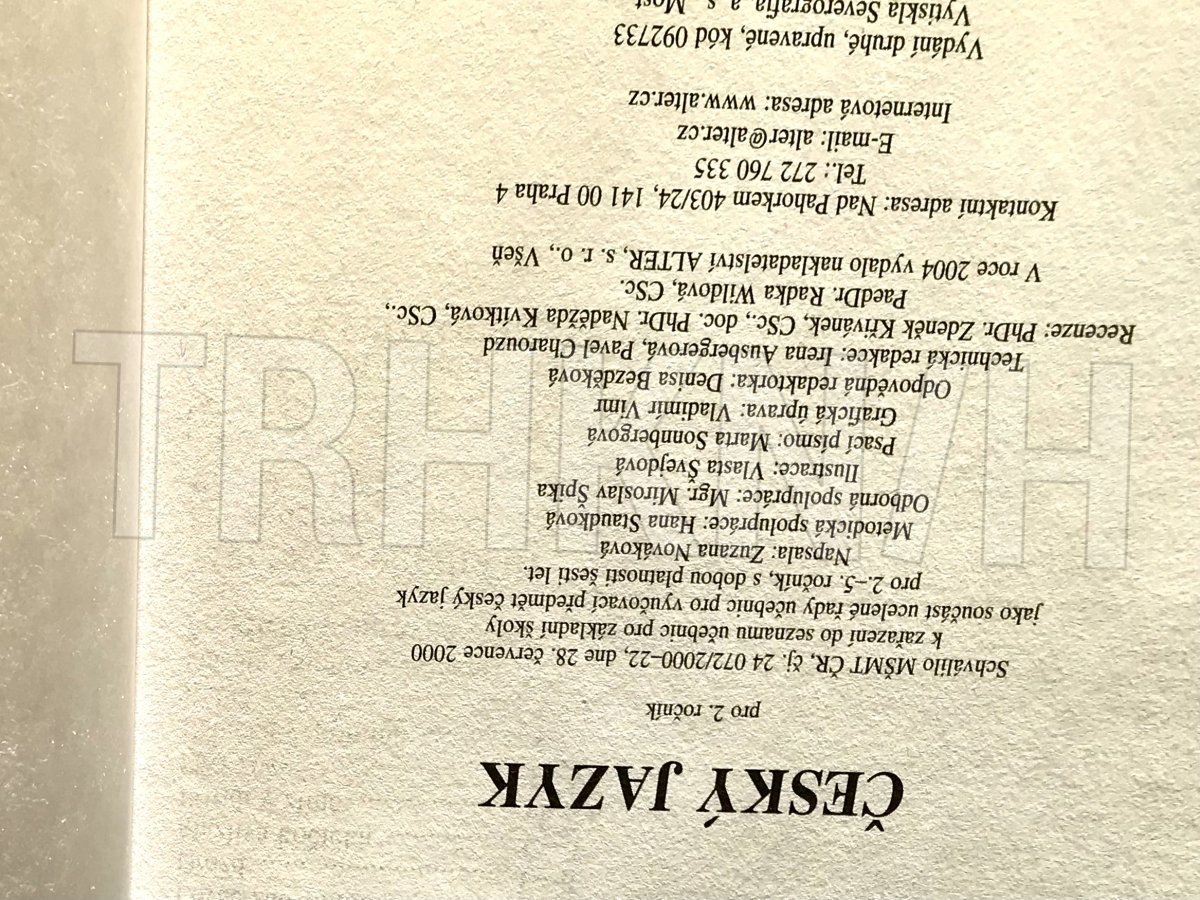 ČESKÝ JAZYK
pro 2. ročník
Schválilo MŠMT ČR, čj. 24 072/2000–22, dne 28. července 2000
k zařazení do seznamu učebnic pro základní školy
jako součást ucelené řady učebnic pro vyučovací předmět český jazyk
pro 2.–5. ročník, s dobou platnosti šesti let.
Napsala: Zuzana Nováková
Metodická spolupráce: Hana Staudková
Odborná spolupráce: Mgr. Miroslav Špika
Ilustrace: Vlasta Švejdová
Psací písmo: Marta Sonnbergová
Grafická úprava: Vladimír Vimr
Odpovědná redaktorka: Denisa Bezděková
Technická redakce: Irena Ausbergerová, Pavel Charouzd
Recenze: PhDr. Zdeněk Křivánek, CSc., doc. PhDr. Naděžda Kvítková, CSc.,
PaedDr. Radka Wildová, CSc.
V roce 2004 vydalo nakladatelství ALTER, s. r. o., Všeň
Kontaktní adresa: Nad Pahorkem 403/24, 141 00 Praha 4
Tel.: 272 760 335
E-mail: alter@alter.cz
Internetová adresa: www.alter.cz
Vydání druhé, upravené, kód 092733
Vytiskla Severografia, a. s., Most
TRHKNIH